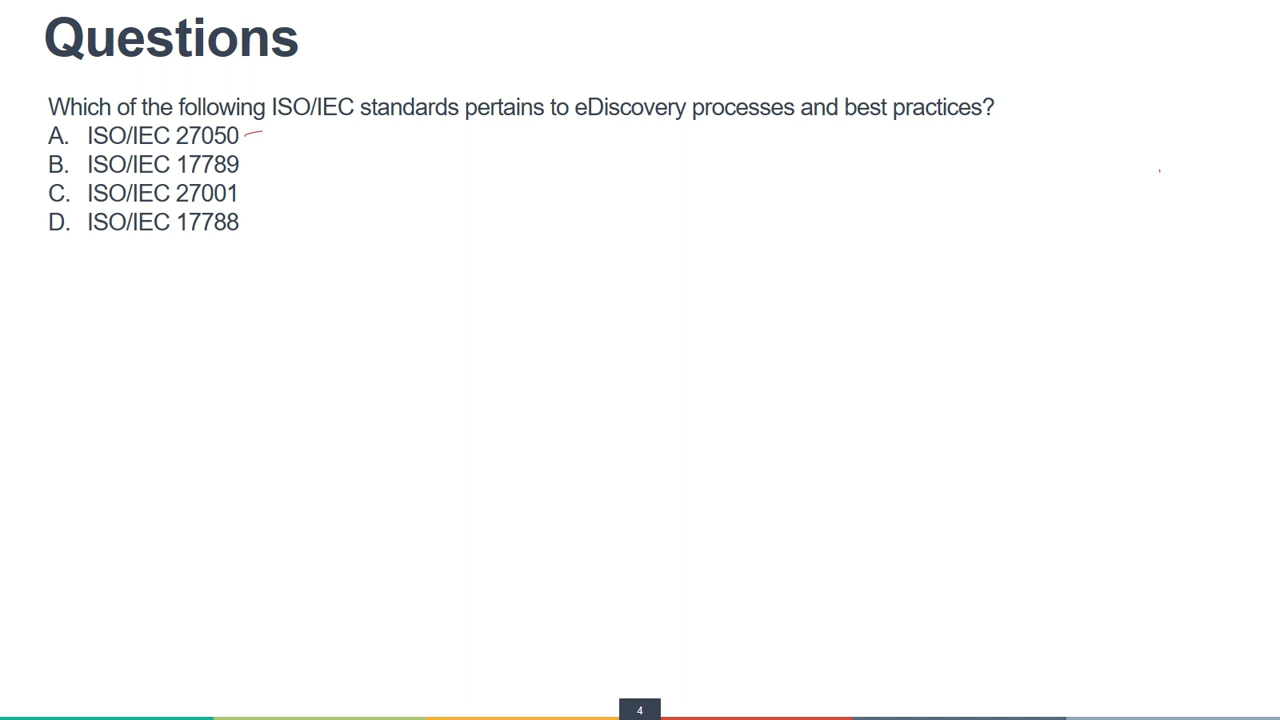 Questions
Which of the following ISO/IEC standards pertains to eDiscovery processes and best practices?
A. ISO/IEC 27050
B. ISO/IEC 17789
C. ISO/IEC 27001
D. ISO/IEC 17788
4